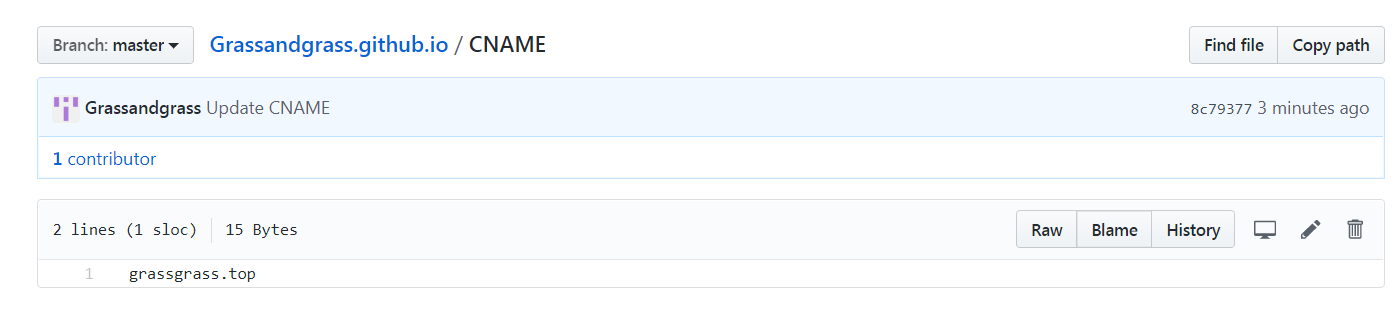 Branch: master Grassandgrass.github.io / CNAME Find file Copy path
Grassandgrass Update CNAME 8c79377 3 minutes ago
1 contributor
2 lines (1 sloc) 15 Bytes Raw Blame History
1 grassgrass.top